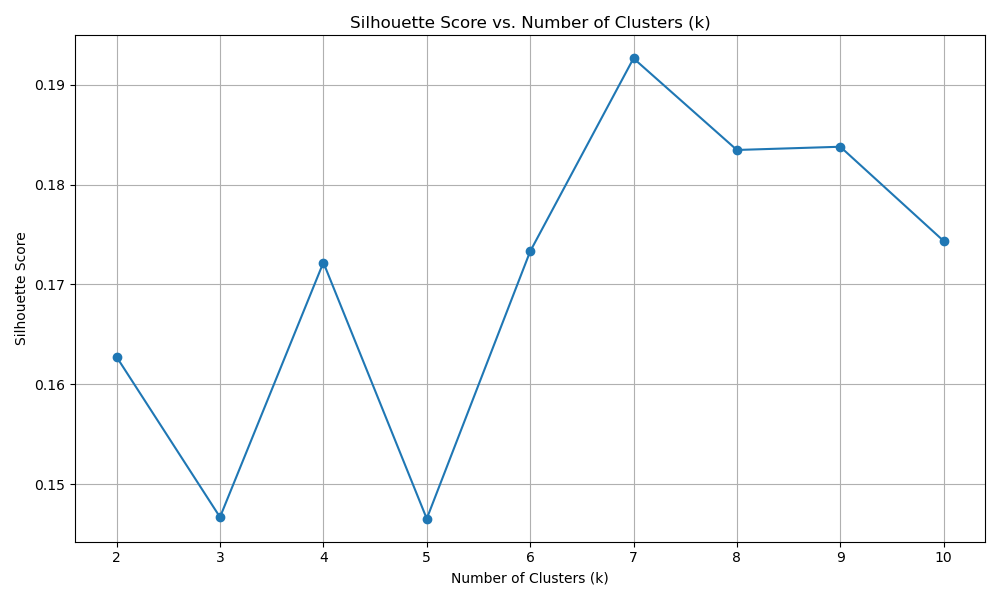 Silhouette Score vs. Number of Clusters (k)
Silhouette Score
0.19
0.18
0.17
0.16
0.15
2 3 4 5 6 7 8 9 10
Number of Clusters (k)